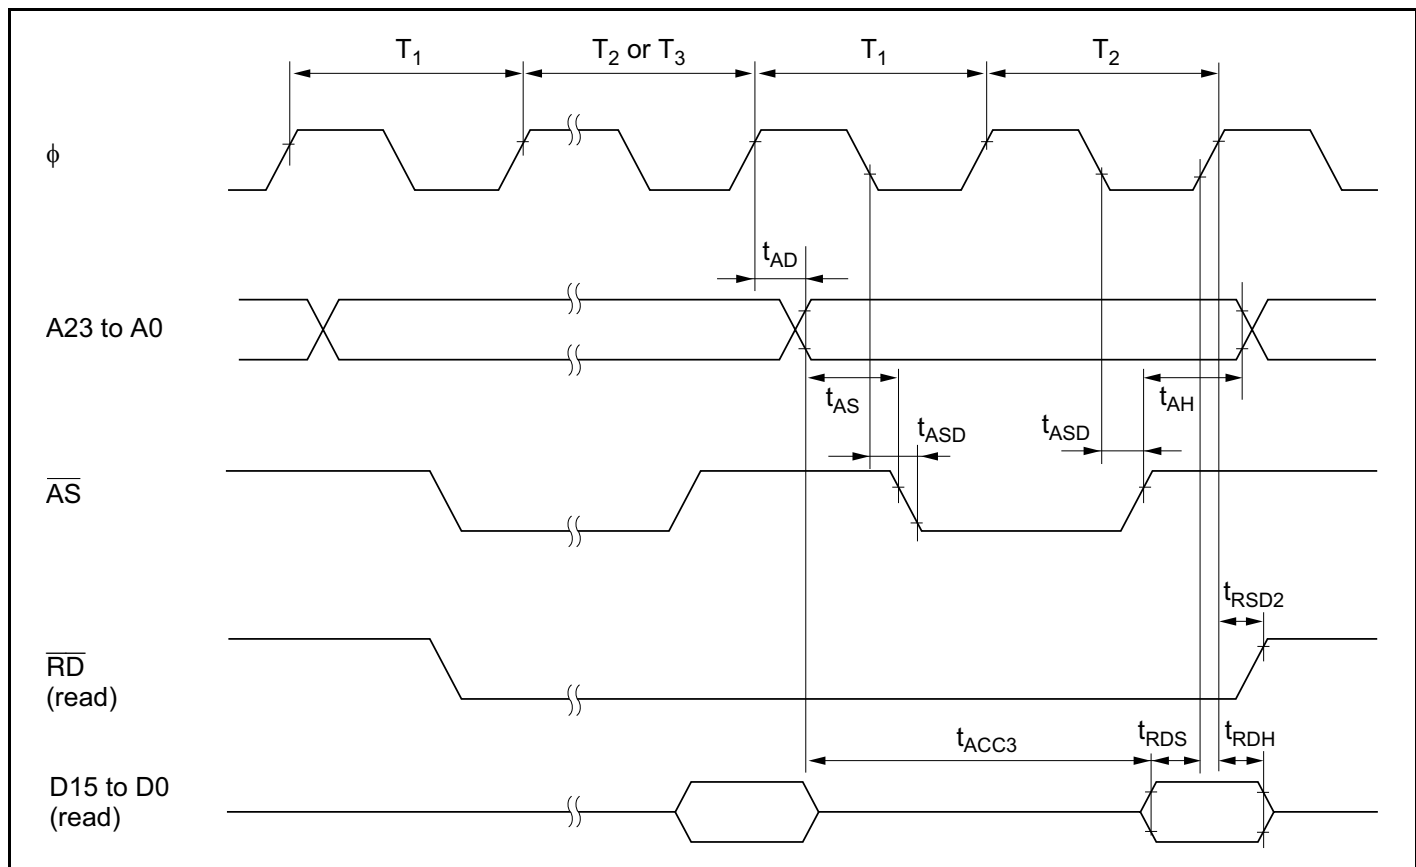 T1 T2 or T3 T1 T2
ϕ
tAD
A23 to A0
tAS tAH
tASD tASD
AS
tRSD2
RD
(read)
tACC3 tRDS tRDH
D15 to D0
(read)